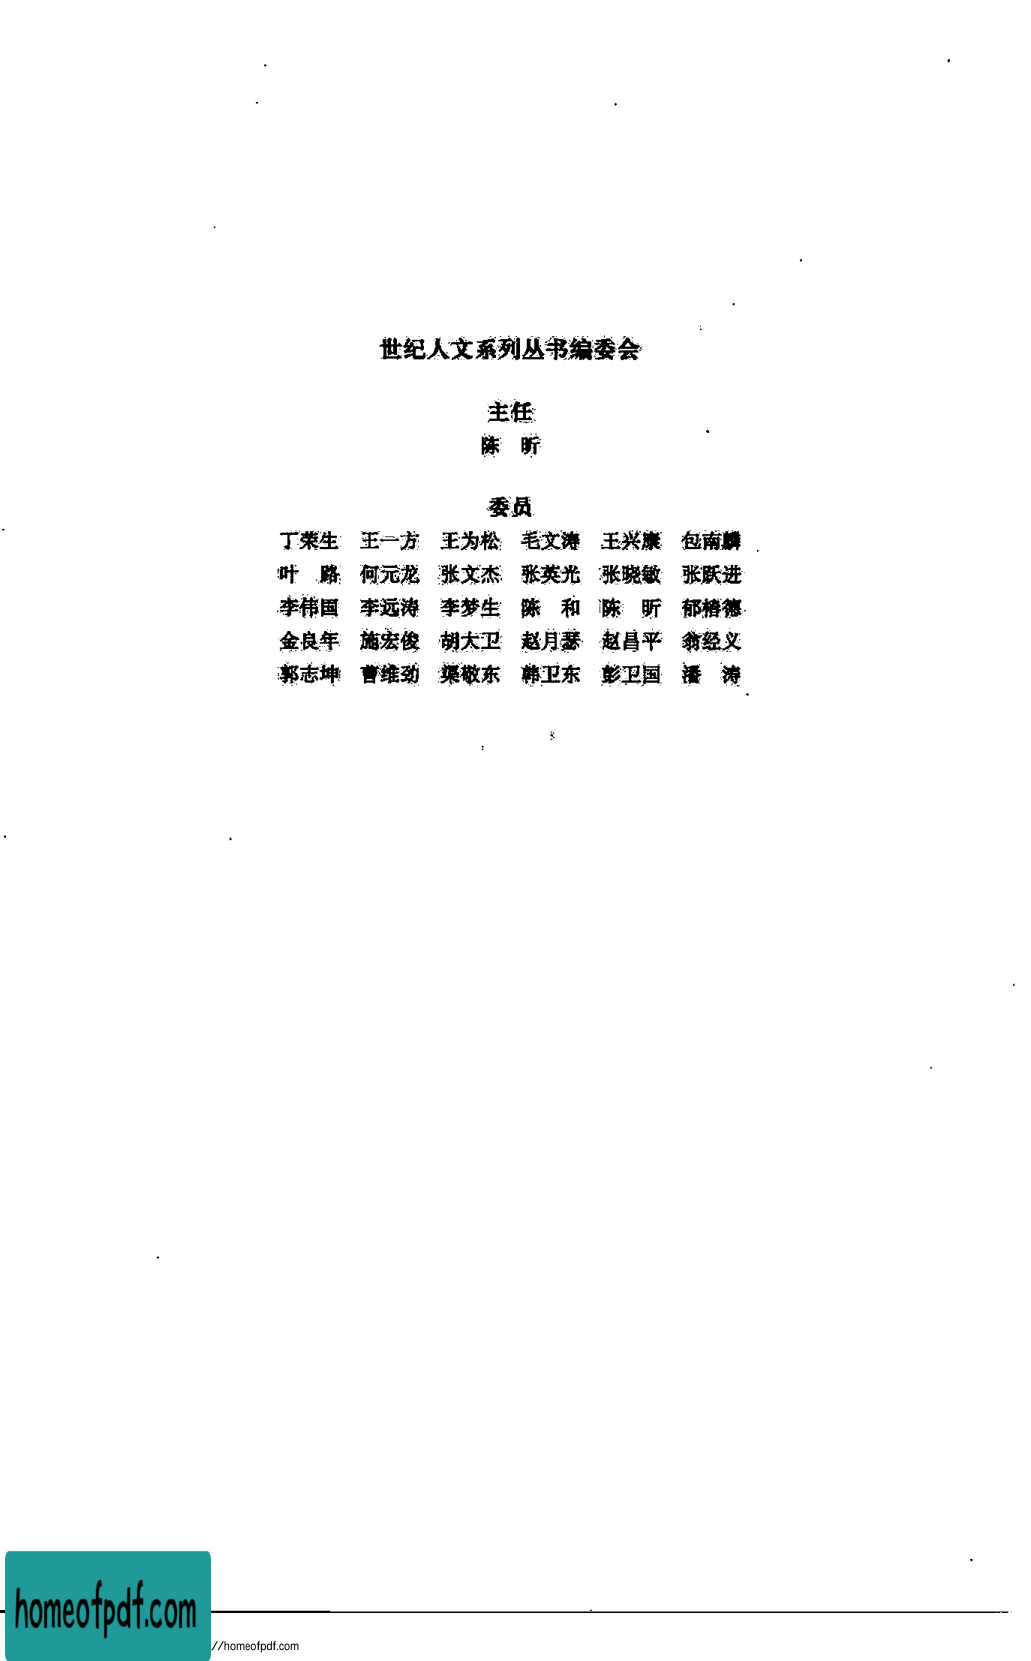 世纪人文系列丛书编委会
主任
陈　昕
委员
丁荣生　王一方　王为松　毛文涛　王兴康　包南麟
叶　路　何元龙　张文杰　张英光　张晓敏　张跃进
李伟国　李远涛　李梦生　陈　和　陈　昕　郁椿德
金良年　施宏俊　胡大卫　赵月瑟　赵昌平　翁经义
郭志坤　曹维劲　渠敬东　韩卫东　彭卫国　潘　涛
homeofpdf.com
//homeofpdf.com